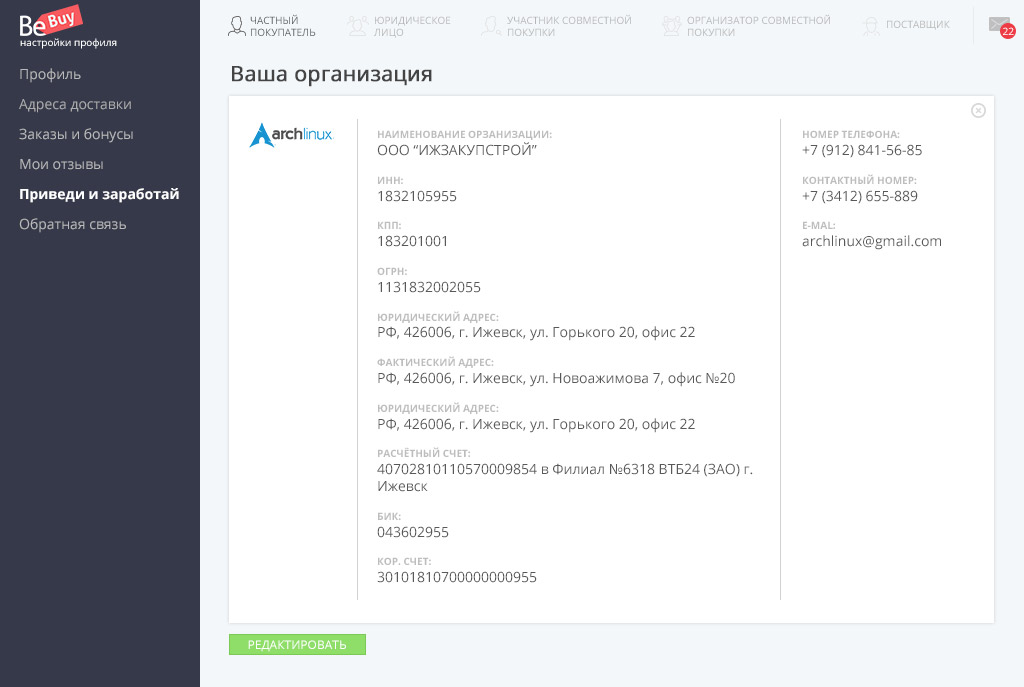 Be Buy
настройки профиля
Профиль
Адреса доставки
Заказы и бонусы
Мои отзывы
Приведи и заработай
Обратная связь
ЧАСТНЫЙ
ПОКУПАТЕЛЬ
ЮРИДИЧЕСКОЕ
ЛИЦО
УЧАСТНИК СОВМЕСТНОЙ
ПОКУПКИ
ОРГАНИЗАТОР СОВМЕСТНОЙ
ПОКУПКИ
ПОСТАВЩИК
22
Ваша организация
archlinux
НАИМЕНОВАНИЕ ОРЗАНИЗАЦИИ:
ООО “ИЖЗАКУПСТРОЙ”
ИНН:
1832105955
КПП:
183201001
ОГРН:
1131832002055
ЮРИДИЧЕСКИЙ АДРЕС:
РФ, 426006, г. Ижевск, ул. Горького 20, офис 22
ФАКТИЧЕСКИЙ АДРЕС:
РФ, 426006, г. Ижевск, ул. Новоажимова 7, офис №20
ЮРИДИЧЕСКИЙ АДРЕС:
РФ, 426006, г. Ижевск, ул. Горького 20, офис 22
РАСЧЁТНЫЙ СЧЕТ:
40702810110570009854 в Филиал №6318 ВТБ24 (ЗАО) г.
Ижевск
БИК:
043602955
КОР. СЧЕТ:
30101810700000000955
НОМЕР ТЕЛЕФОНА:
+7 (912) 841-56-85
КОНТАКТНЫЙ НОМЕР:
+7 (3412) 655-889
E-MAL:
archlinux@gmail.com
РЕДАКТИРОВАТЬ